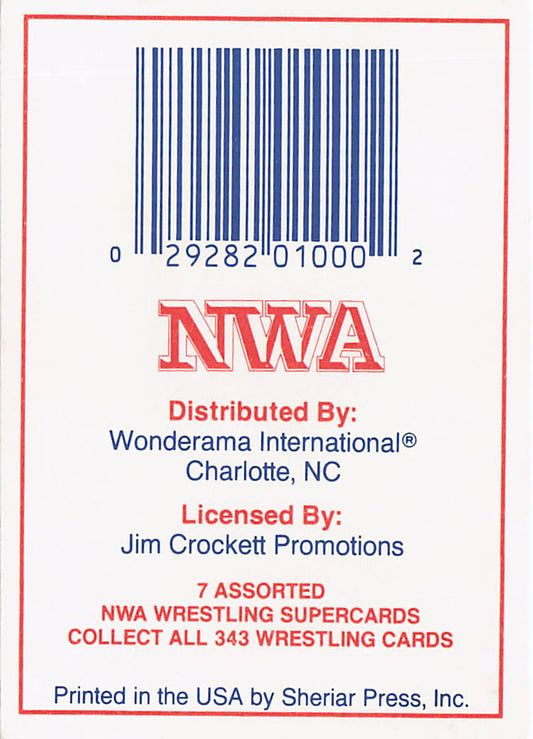 0 29282 01000 2
NWA
Distributed By:
Wonderama International®
Charlotte, NC
Licensed By:
Jim Crockett Promotions
7 ASSORTED
NWA WRESTLING SUPERCARDS
COLLECT ALL 343 WRESTLING CARDS
Printed in the USA by Sheriar Press, Inc.